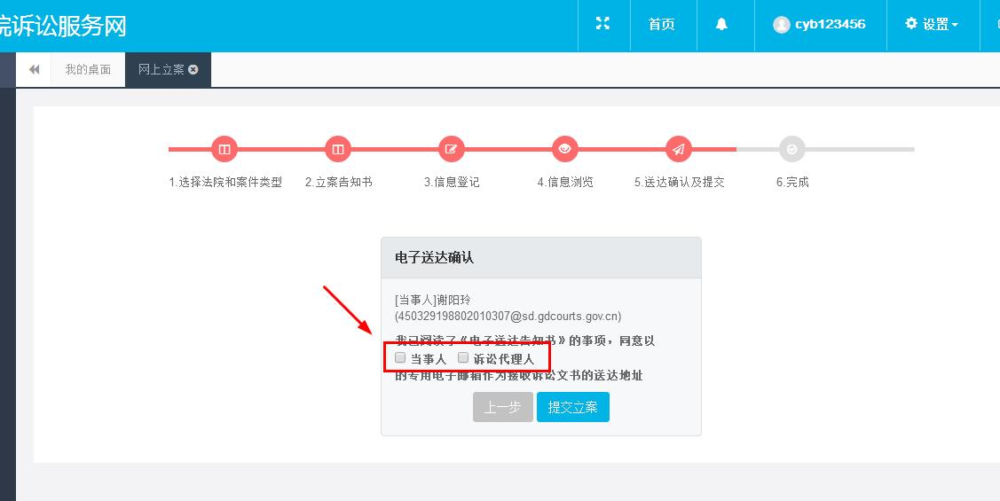 院诉讼服务网
首页
cyb123456
设置
我的桌面
网上立案
1.选择法院和案件类型
2.立案告知书
3.信息登记
4.信息浏览
5.送达确认及提交
6.完成
电子送达确认
[当事人]谢阳玲
(450329198802010307@sd.gdcourts.gov.cn)
我已阅读了《电子送达告知书》的事项，同意以
当事人 诉讼代理人
的专用电子邮箱作为接收诉讼文书的送达地址
上一步 提交立案